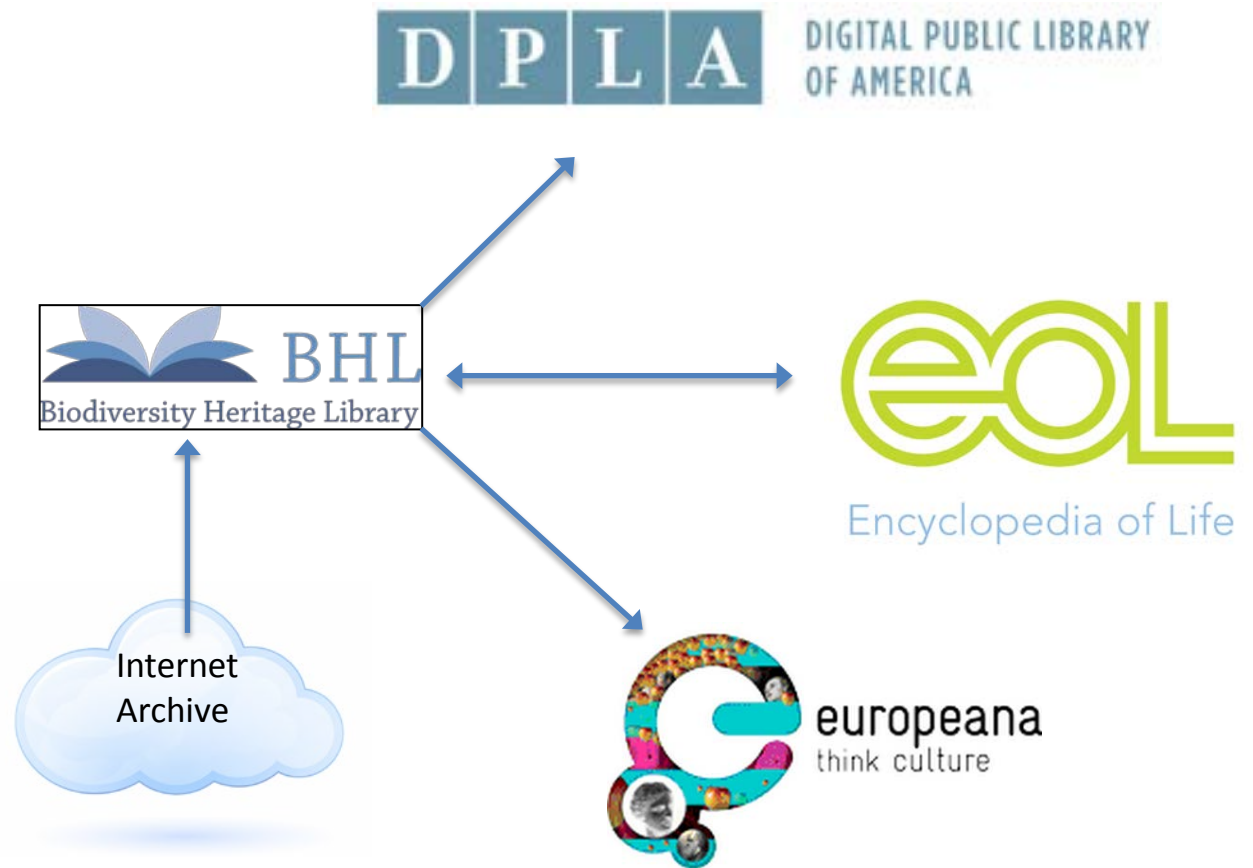 DPLA
DIGITAL PUBLIC LIBRARY
OF AMERICA
BHL
Biodiversity Heritage Library
eol
Encyclopedia of Life
Internet
Archive
europeana
think culture